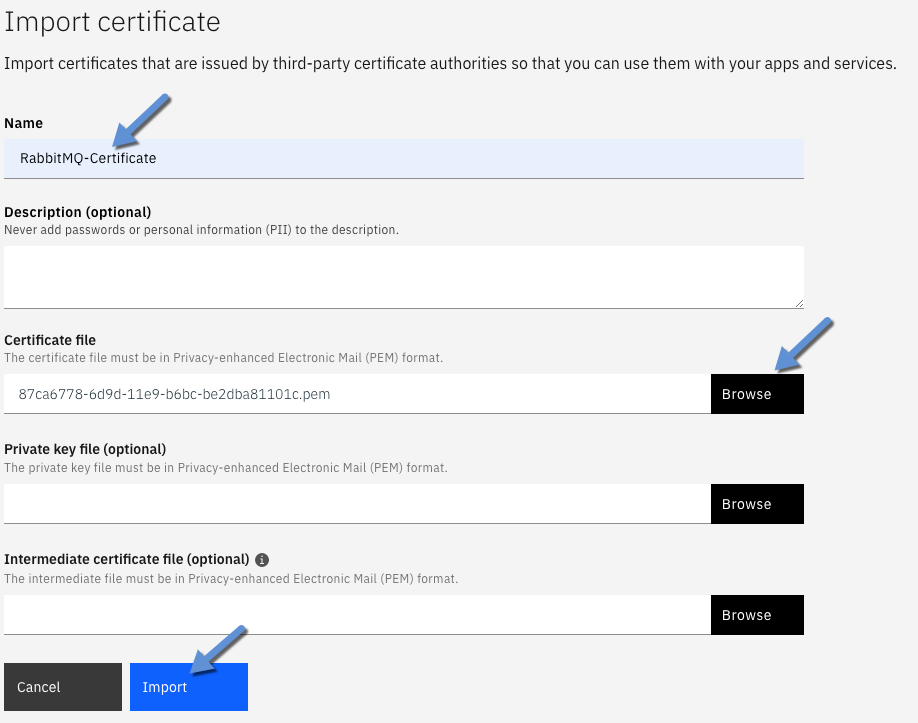 Import certificate
Import certificates that are issued by third-party certificate authorities so that you can use them with your apps and services.
Name
RabbitMQ-Certificate
Description (optional)
Never add passwords or personal information (PII) to the description.
Certificate file
The certificate file must be in Privacy-enhanced Electronic Mail (PEM) format.
87ca6778-6d9d-11e9-b6bc-be2dba81101c.pem
Browse
Private key file (optional)
The private key file must be in Privacy-enhanced Electronic Mail (PEM) format.
Browse
Intermediate certificate file (optional)
The intermediate file must be in Privacy-enhanced Electronic Mail (PEM) format.
Browse
Cancel
Import